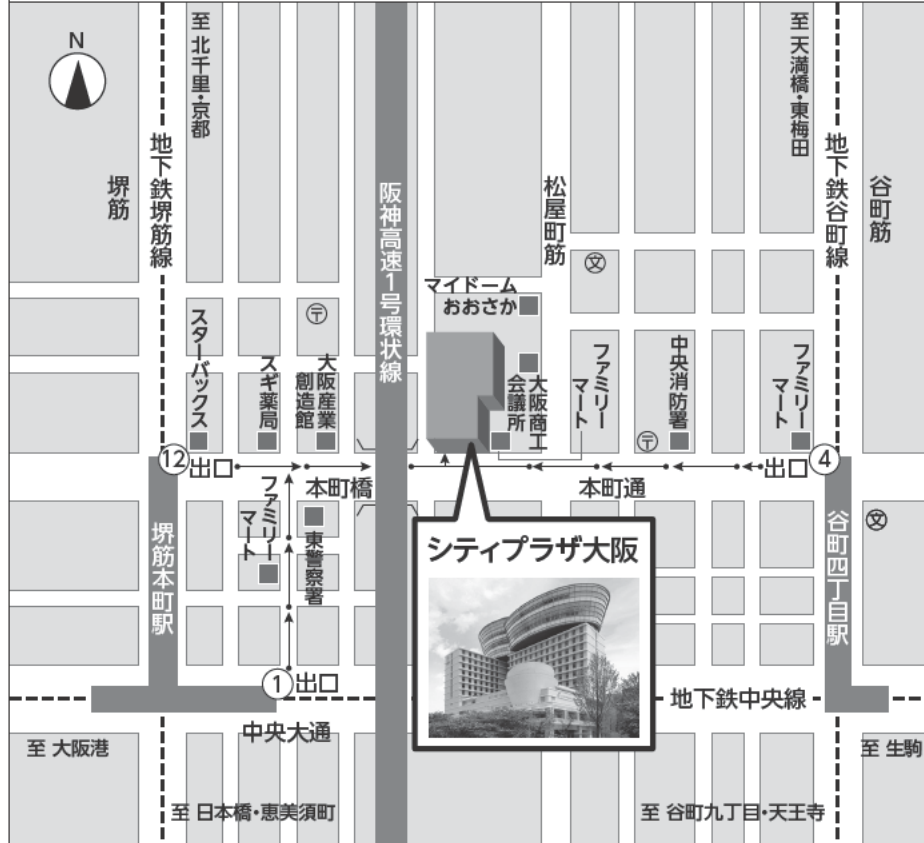 N
至 北千里・京都
至 天満橋・東梅田
堺筋
地下鉄堺筋線
阪神高速1号環状線
松屋町筋
地下鉄谷町線
谷町筋
文
マイドーム
おおさか
〒
スターバックス
スギ薬局
大阪産業
創造館
大阪商工
会議所
ファミリー
マート
中央消防署
〒
ファミリー
マート
12
出口
本町橋
本町通
出口
4
ファミリー
マート
東警察署
シティプラザ大阪
文
堺筋本町駅
谷町四丁目駅
1
出口
地下鉄中央線
中央大通
至 大阪港
至 生駒
至 日本橋・恵美須町
至 谷町九丁目・天王寺